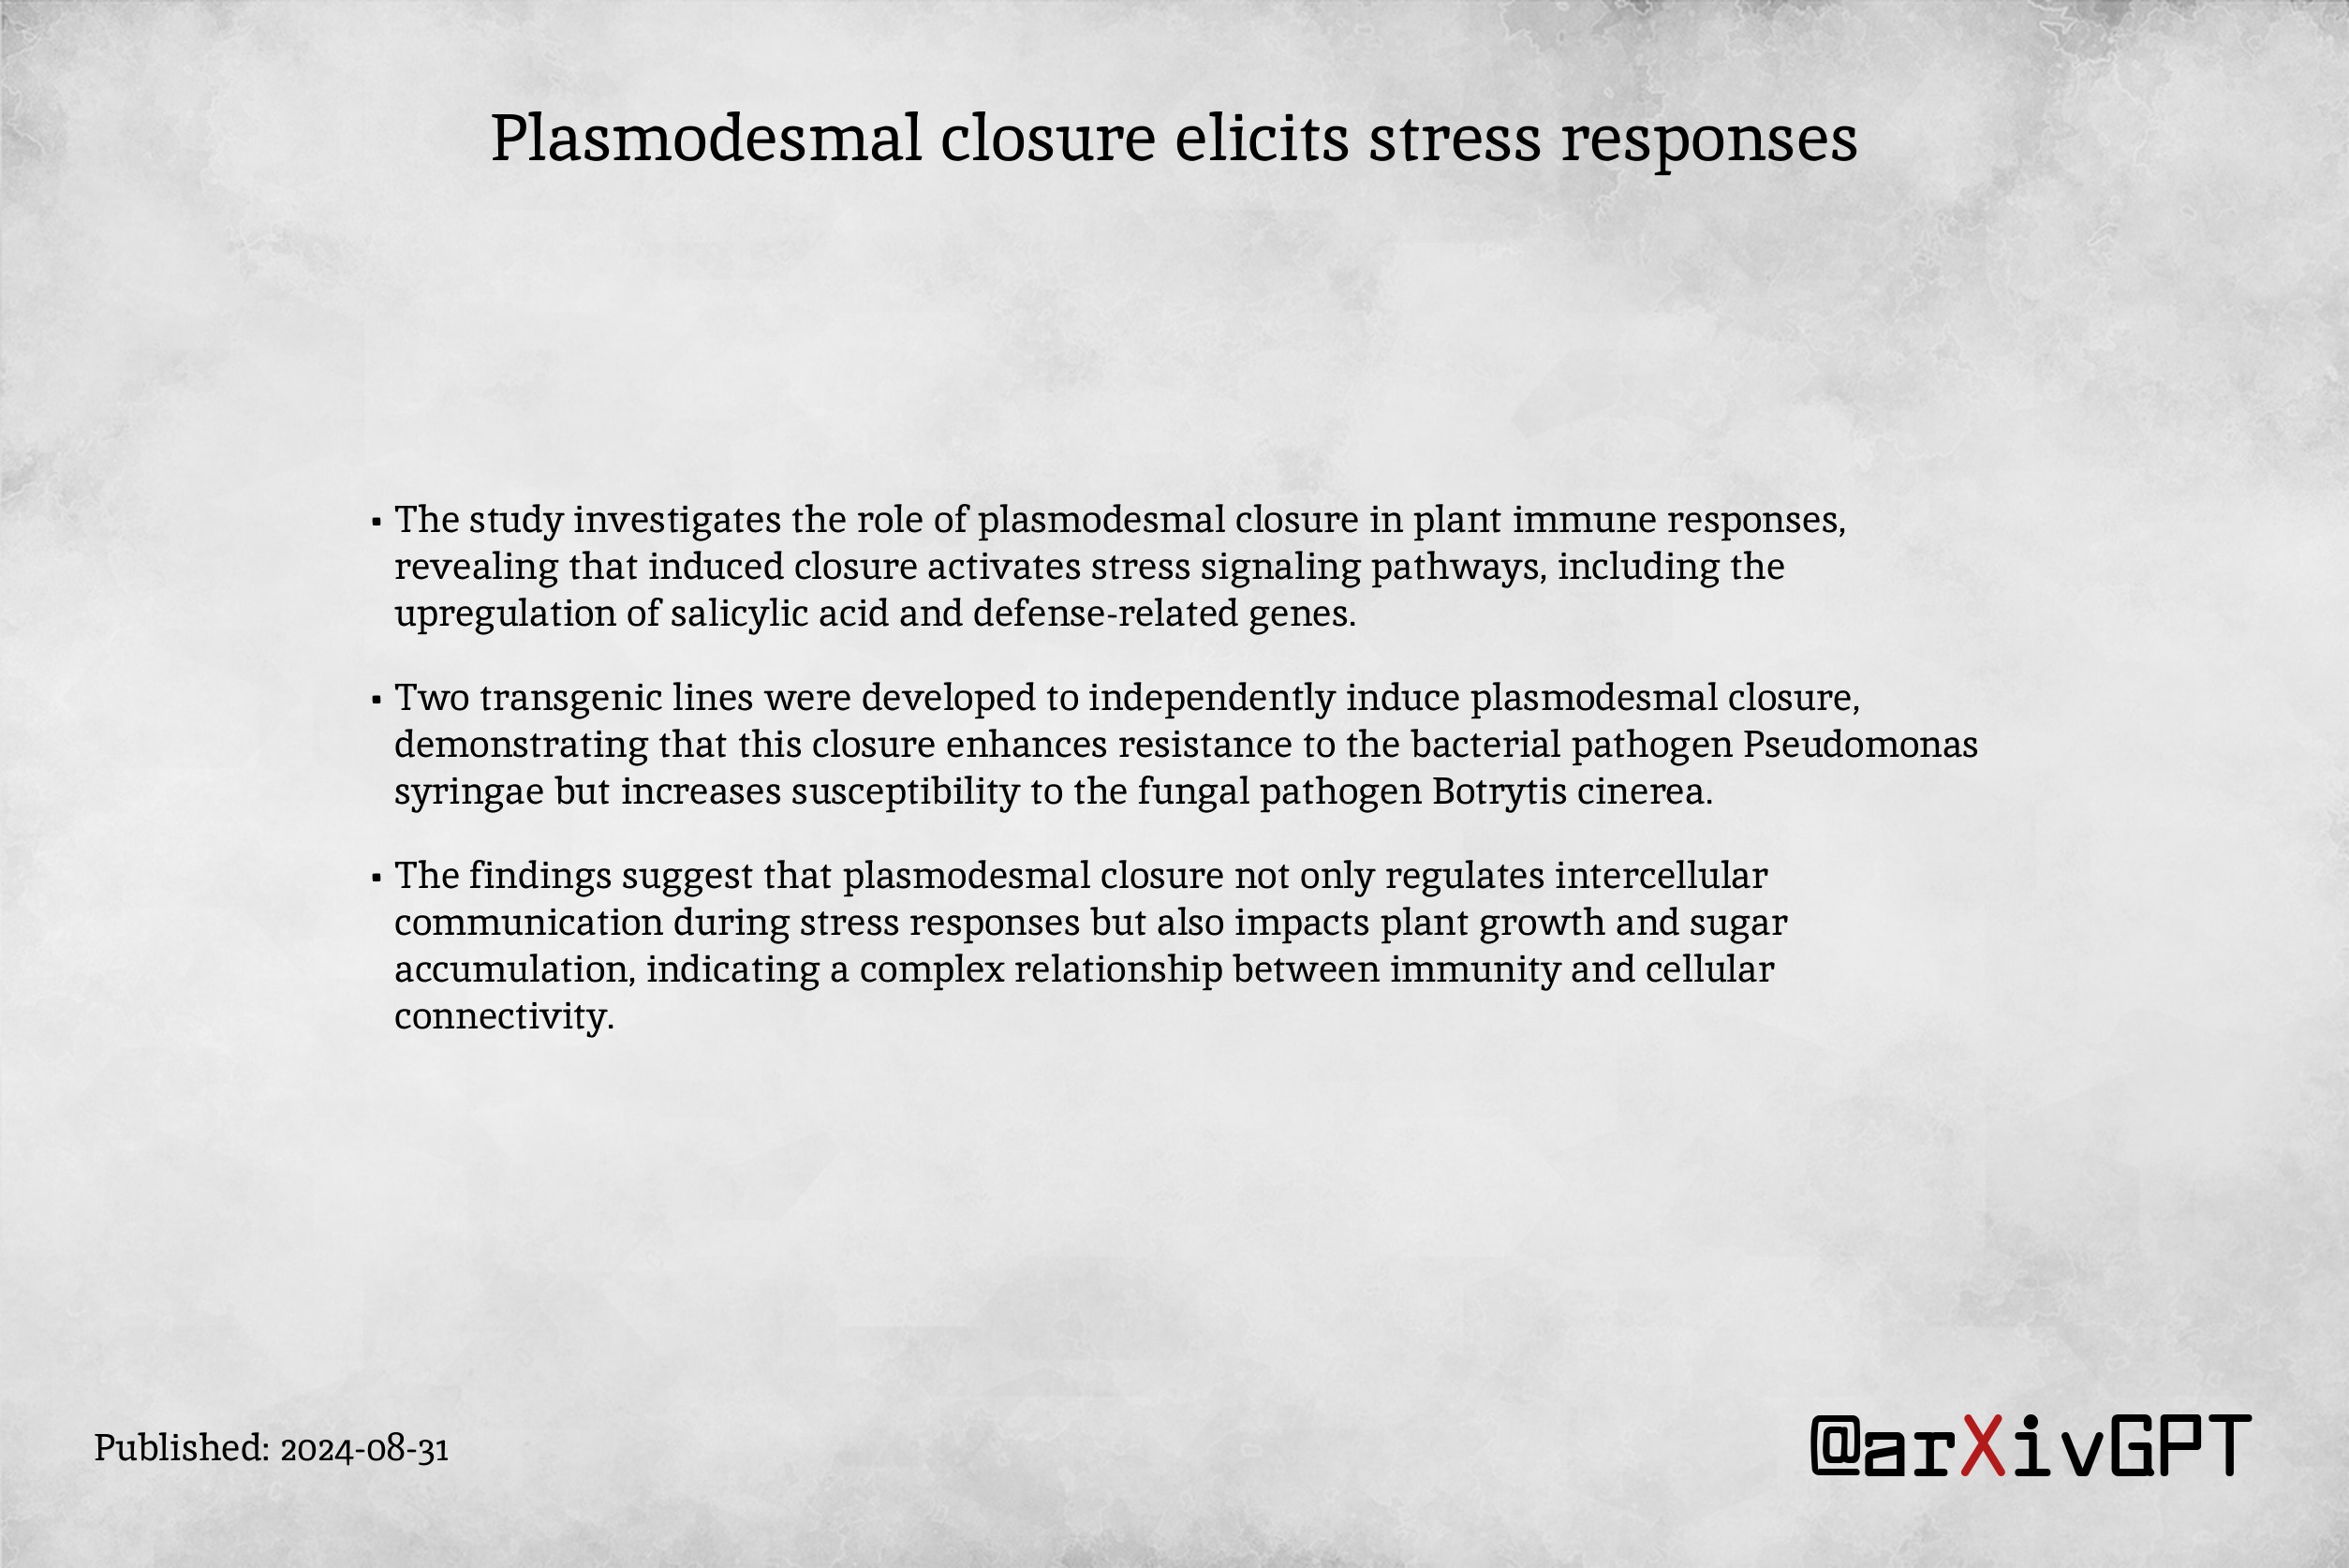 Plasmodesmal closure elicits stress responses
▪ The study investigates the role of plasmodesmal closure in plant immune responses,
revealing that induced closure activates stress signaling pathways, including the
upregulation of salicylic acid and defense-related genes.
▪ Two transgenic lines were developed to independently induce plasmodesmal closure,
demonstrating that this closure enhances resistance to the bacterial pathogen Pseudomonas
syringae but increases susceptibility to the fungal pathogen Botrytis cinerea.
▪ The findings suggest that plasmodesmal closure not only regulates intercellular
communication during stress responses but also impacts plant growth and sugar
accumulation, indicating a complex relationship between immunity and cellular
connectivity.
Published: 2024-08-31
@arXivGPT